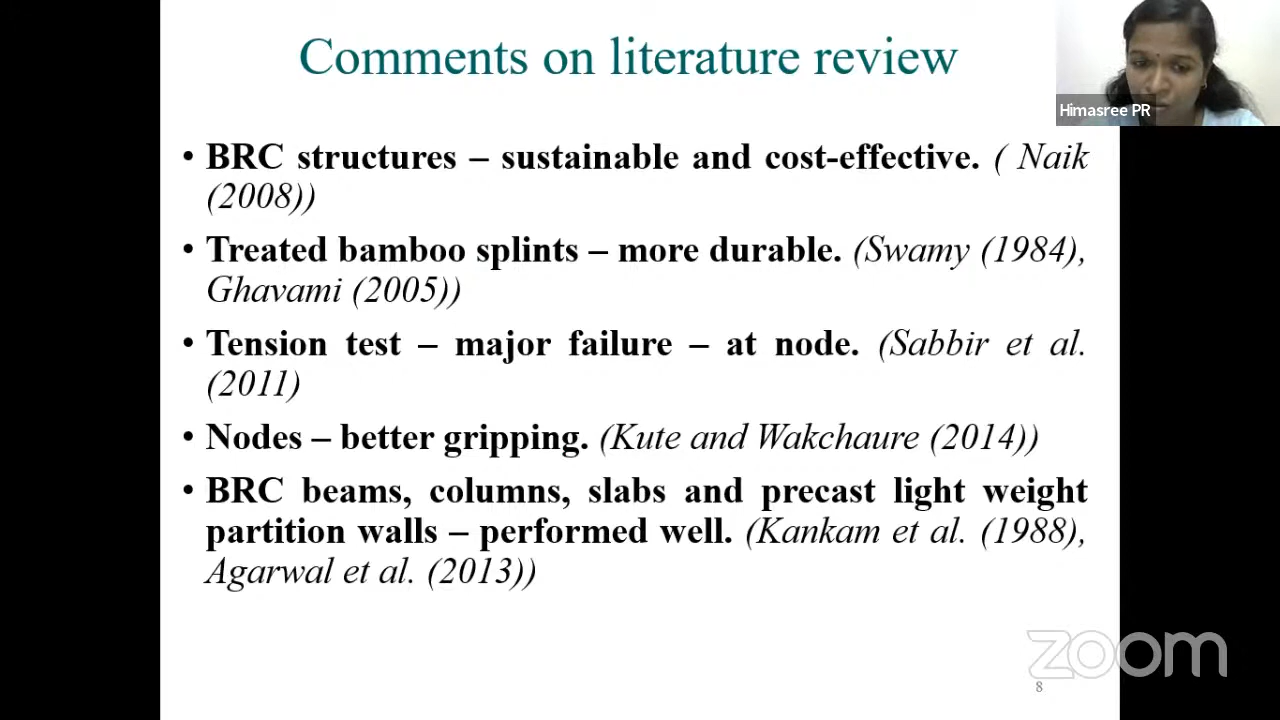 Comments on literature review
Himasree PR
• BRC structures – sustainable and cost-effective. ( Naik
(2008))
• Treated bamboo splints – more durable. (Swamy (1984),
Ghavami (2005))
• Tension test – major failure – at node. (Sabbir et al.
(2011)
• Nodes – better gripping. (Kute and Wakchaure (2014))
• BRC beams, columns, slabs and precast light weight
partition walls – performed well. (Kankam et al. (1988),
Agarwal et al. (2013))
zoom
8